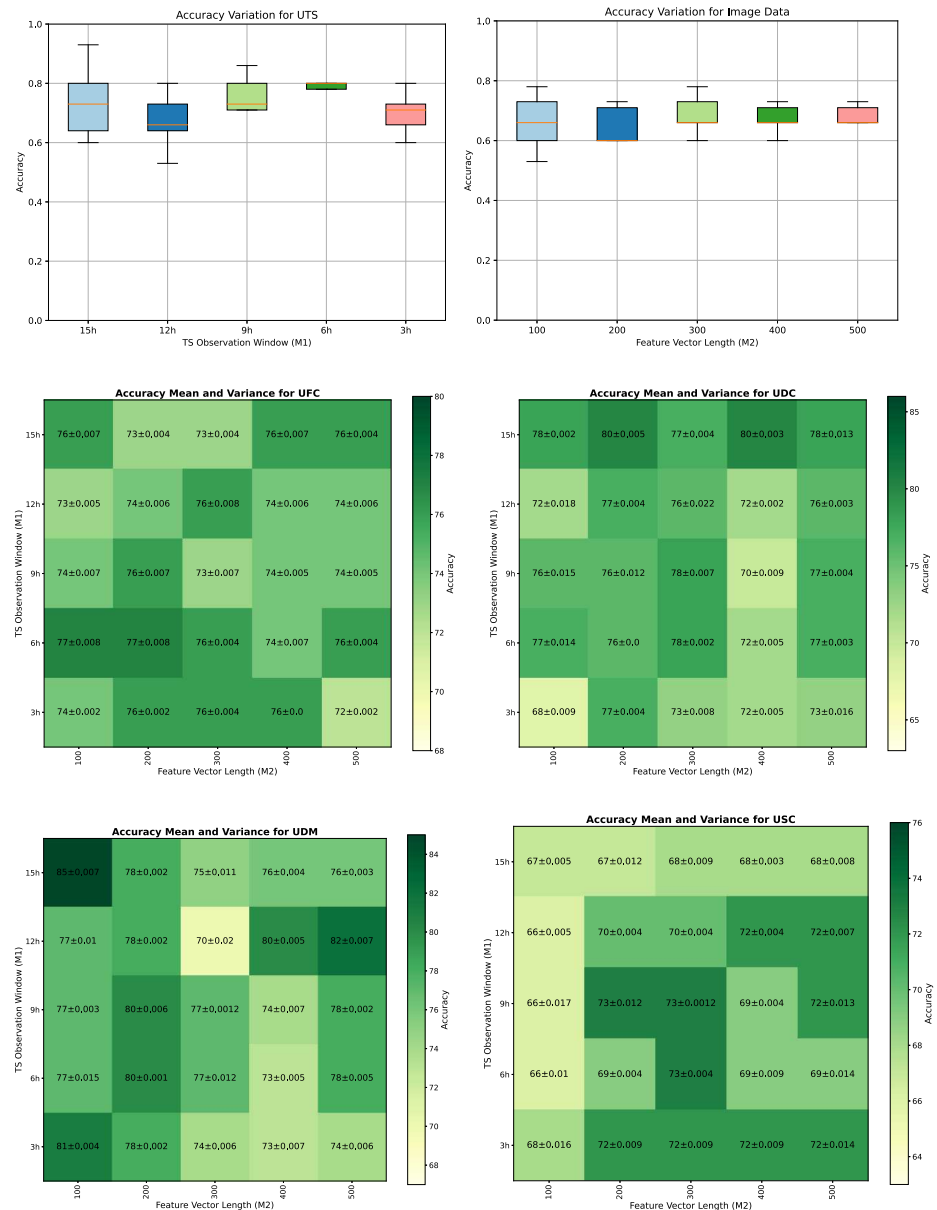 Accuracy Variation for UTS
1.0
0.8
0.6
0.4
0.2
0.0
Accuracy
15h 12h 9h 6h 3h
TS Observation Window (M1)
Accuracy Variation for Image Data
1.0
0.8
0.6
0.4
0.2
0.0
Accuracy
100 200 300 400 500
Feature Vector Length (M2)
Accuracy Mean and Variance for UFC
15h 76±0,007 73±0,004 73±0,004 76±0,007 76±0,004
12h 73±0.005 74±0.006 76±0.008 74±0.006 74±0.006
9h 74±0.007 76±0.007 73±0.007 74±0.005 74±0.005
6h 77±0.008 77±0.008 76±0.004 74±0.007 76±0.004
3h 74±0.002 76±0.002 76±0.004 76±0.0 72±0.002
TS Observation Window (M1)
100 200 300 400 500
Feature Vector Length (M2)
80
78
76
74
72
70
68
Accuracy
Accuracy Mean and Variance for UDC
15h 78±0.002 80±0.005 77±0.004 80±0.003 78±0.013
12h 72±0.018 77±0.004 76±0.022 72±0.002 76±0.003
9h 76±0.015 76±0.012 78±0.007 70±0.009 77±0.004
6h 77±0.014 76±0.0 78±0.002 72±0.005 77±0.003
3h 68±0.009 77±0.004 73±0.008 72±0.005 73±0.016
TS Observation Window (M1)
100 200 300 400 500
Feature Vector Length (M2)
85
80
75
70
65
Accuracy
Accuracy Mean and Variance for UDM
15h 85±0,007 78±0,002 75±0,011 76±0,004 76±0,003
12h 77±0.01 78±0.002 70±0.02 80±0.005 82±0.007
9h 77±0.003 80±0.006 77±0.0012 74±0.007 78±0.002
6h 77±0.015 80±0.001 77±0.012 73±0.005 78±0.005
3h 81±0,004 78±0.002 74±0.006 73±0.007 74±0.006
TS Observation Window (M1)
100 200 300 400 500
Feature Vector Length (M2)
84
82
80
78
76
74
72
70
68
Accuracy
Accuracy Mean and Variance for USC
15h 67±0,005 67±0,012 68±0,009 68±0,003 68±0,008
12h 66±0.005 70±0.004 70±0.004 72±0.004 72±0.007
9h 66±0.017 73±0.012 73±0.0012 69±0.004 72±0.013
6h 66±0.01 69±0.004 73±0.004 69±0.009 69±0.014
3h 68±0.016 72±0.009 72±0.009 72±0.009 72±0.014
TS Observation Window (M1)
100 200 300 400 500
Feature Vector Length (M2)
76
74
72
70
68
66
64
Accuracy